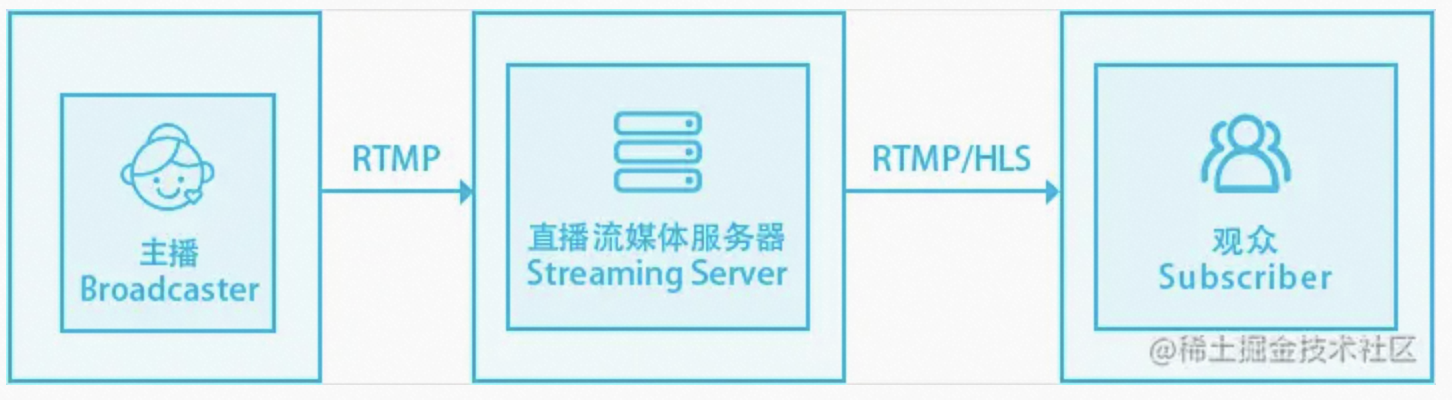 RTMP
RTMP/HLS
主播
Broadcaster
直播流媒体服务器
Streaming Server
观众
Subscriber
@稀土掘金技术社区